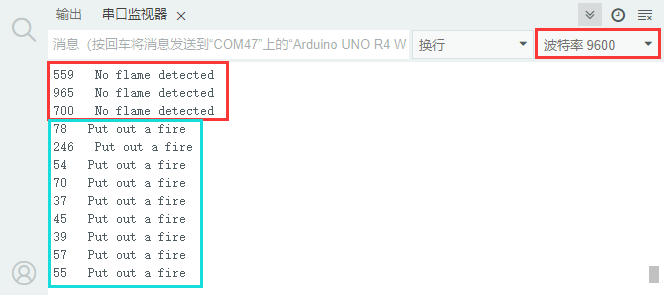 输出 串口监视器
消息（按回车将消息发送到“COM47”上的“Arduino UNO R4 W 换行 波特率 9600
559 No flame detected
965 No flame detected
700 No flame detected
78 Put out a fire
246 Put out a fire
54 Put out a fire
70 Put out a fire
37 Put out a fire
45 Put out a fire
39 Put out a fire
57 Put out a fire
55 Put out a fire